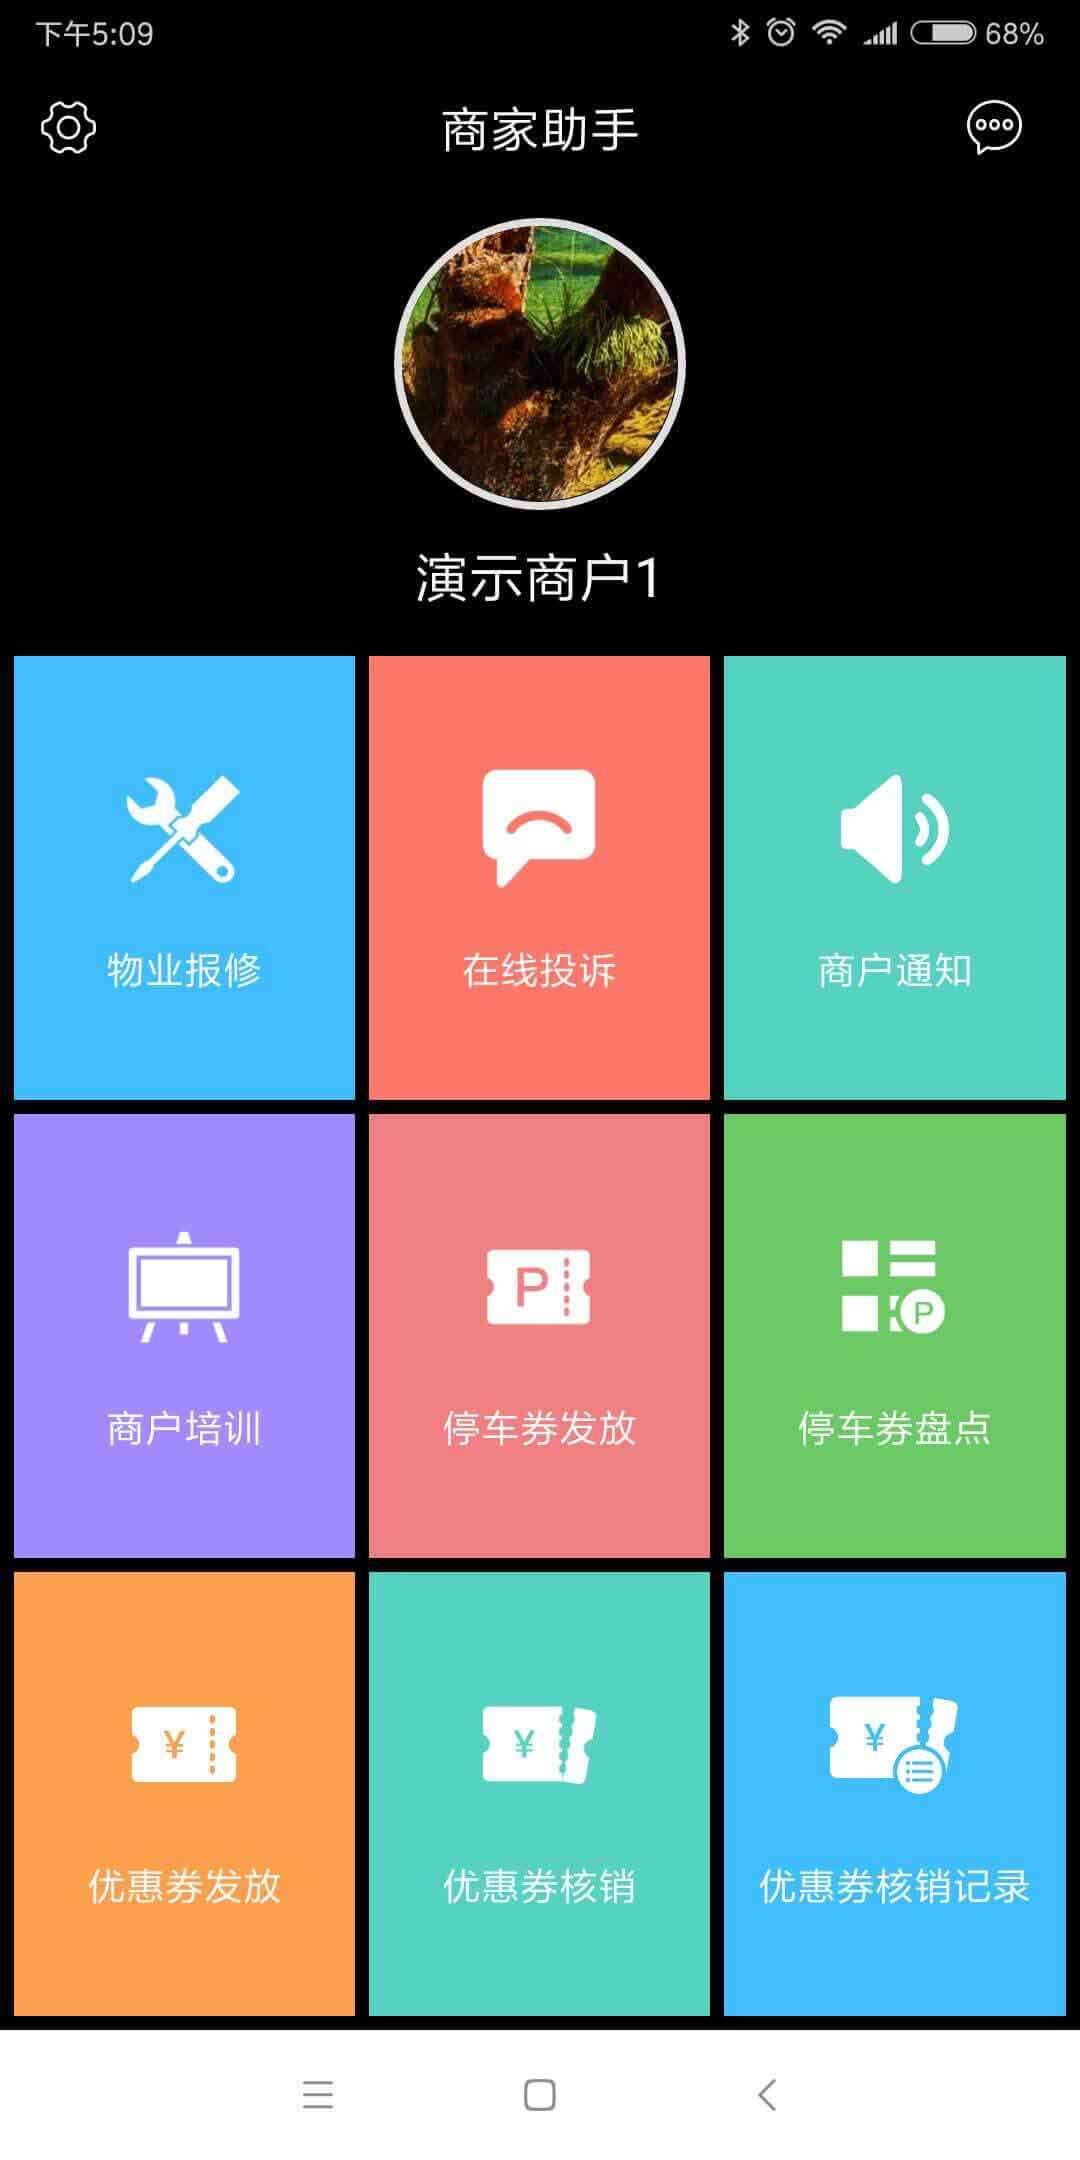 下午5:09 68%
商家助手
演示商户1
物业报修 在线投诉 商户通知
P P
商户培训 停车券发放 停车券盘点
¥ ¥ ¥
优惠券发放 优惠券核销 优惠券核销记录